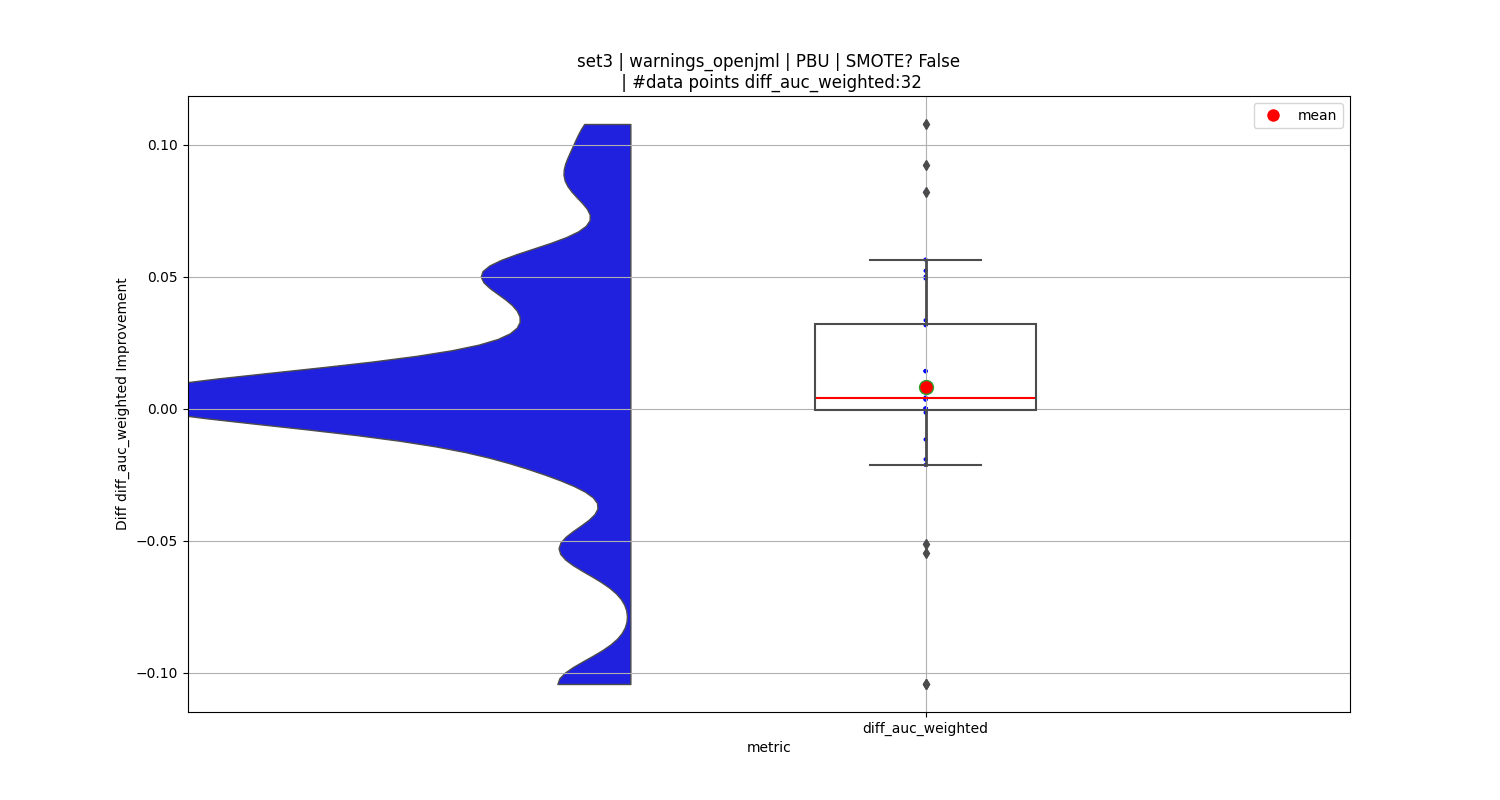 set3 | warnings_openjml | PBU | SMOTE? False
| #data points diff_auc_weighted:32
mean
0.10
0.05
0.00
−0.05
−0.10
Diff diff_auc_weighted Improvement
diff_auc_weighted
metric